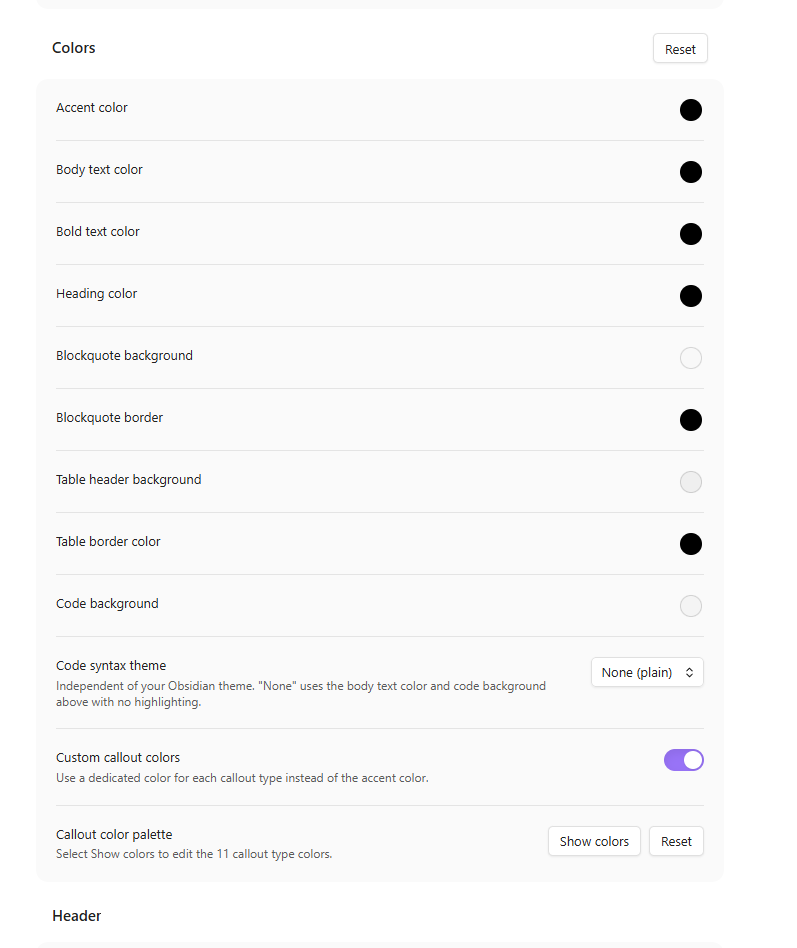 Colors
Reset
Accent color
Body text color
Bold text color
Heading color
Blockquote background
Blockquote border
Table header background
Table border color
Code background
Code syntax theme
Independent of your Obsidian theme. "None" uses the body text color and code background
above with no highlighting.
None (plain)
Custom callout colors
Use a dedicated color for each callout type instead of the accent color.
Callout color palette
Select Show colors to edit the 11 callout type colors.
Show colors
Reset
Header